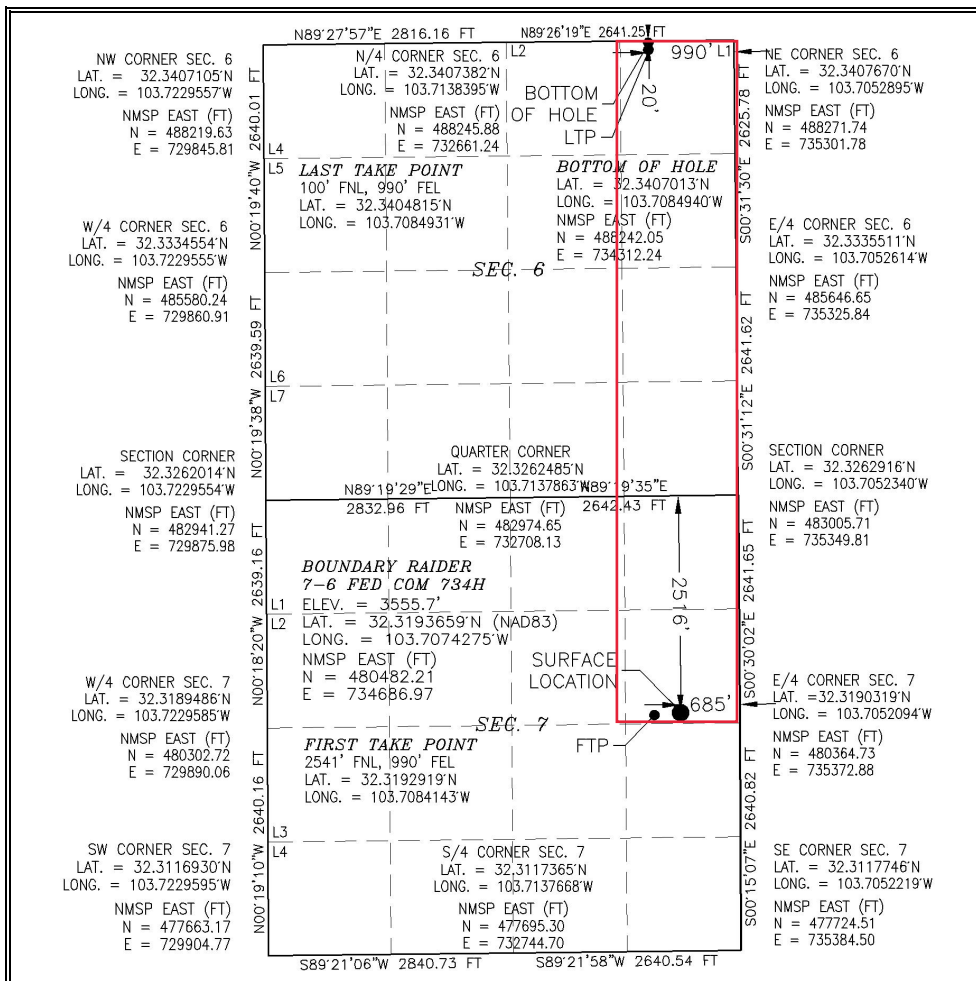 N89°27'57"E 2816.16 FT
N89°26'19"E 2641.25 FT
NW CORNER SEC. 6
LAT. = 32.3407105°N
LONG. = 103.7229557°W
NMSP EAST (FT)
N = 488219.63
E = 729845.81
N/4 CORNER SEC. 6
LAT. = 32.3407382°N
LONG. = 103.7138395°W
NMSP EAST (FT)
N = 488245.88
E = 732661.24
L2
990' L1
20'
BOTTOM
OF HOLE
LTP
NE CORNER SEC. 6
LAT. = 32.3407670°N
LONG. = 103.7052895°W
NMSP EAST (FT)
N = 488271.74
E = 735301.78
N00°19'40"W 2640.01 FT
S00°31'30"E 2625.78 FT
L4
L5
LAST TAKE POINT
100' FNL, 990' FEL
LAT. = 32.3404815°N
LONG. = 103.7084931°W
BOTTOM OF HOLE
LAT. = 32.3407013°N
LONG. = 103.7084940°W
NMSP EAST (FT)
N = 488242.05
E = 734312.24
W/4 CORNER SEC. 6
LAT. = 32.3334554°N
LONG. = 103.7229555°W
NMSP EAST (FT)
N = 485580.24
E = 729860.91
SEC. 6
E/4 CORNER SEC. 6
LAT. = 32.3335511°N
LONG. = 103.7052614°W
NMSP EAST (FT)
N = 485646.65
E = 735325.84
N00°19'38"W 2639.59 FT
S00°31'12"E 2641.62 FT
L6
L7
SECTION CORNER
LAT. = 32.3262014°N
LONG. = 103.7229554°W
NMSP EAST (FT)
N = 482941.27
E = 729875.98
QUARTER CORNER
LAT. = 32.3262485°N
LONG. = 103.7137863°W
NMSP EAST (FT)
N = 482974.65
E = 732708.13
N89°19'29"E
2832.96 FT
N89°19'35"E
2642.43 FT
SECTION CORNER
LAT. = 32.3262916°N
LONG. = 103.7052340°W
NMSP EAST (FT)
N = 483005.71
E = 735349.81
N00°18'20"W 2639.16 FT
S00°30'02"E 2641.65 FT
BOUNDARY RAIDER
7-6 FED COM 734H
L1
L2
ELEV. = 3555.7'
LAT. = 32.3193659°N (NAD83)
LONG. = 103.7074275°W
NMSP EAST (FT)
N = 480482.21
E = 734686.97
2516'
SURFACE
LOCATION
685'
FTP
SEC. 7
W/4 CORNER SEC. 7
LAT. = 32.3189486°N
LONG. = 103.7229585°W
NMSP EAST (FT)
N = 480302.72
E = 729890.06
E/4 CORNER SEC. 7
LAT. =32.3190319°N
LONG. = 103.7052094°W
NMSP EAST (FT)
N = 480364.73
E = 735372.88
FIRST TAKE POINT
2541' FNL, 990' FEL
LAT. = 32.3192919°N
LONG. = 103.7084143°W
N00°19'10"W 2640.16 FT
S00°15'07"E 2640.82 FT
L3
L4
SW CORNER SEC. 7
LAT. = 32.3116930°N
LONG. = 103.7229595°W
NMSP EAST (FT)
N = 477663.17
E = 729904.77
S/4 CORNER SEC. 7
LAT. = 32.3117365°N
LONG. = 103.7137668°W
NMSP EAST (FT)
N = 477695.30
E = 732744.70
SE CORNER SEC. 7
LAT. = 32.3117746°N
LONG. = 103.7052219°W
NMSP EAST (FT)
N = 477724.51
E = 735384.50
S89°21'06"W 2840.73 FT
S89°21'58"W 2640.54 FT